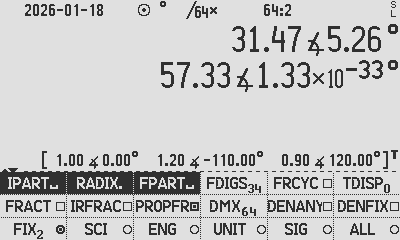 2026-01-18 ⊙ ° /64× 64:2 S L
31.47∡5.26°
57.33∡1.33×10⁻³³°
[ 1.00∡0.00° 1.20∡-110.00° 0.90∡120.00° ]ᵀ
IPART␣ RADIX. FPART␣ FDIGS₃₄ FRCYC□ TDISP₀
FRACT□ IRFRAC□ PROPFR▣ DMX₆₄ DENANY□ DENFIX□
FIX₂ ⊙ SCI ○ ENG ○ UNIT ○ SIG ○ ALL ○